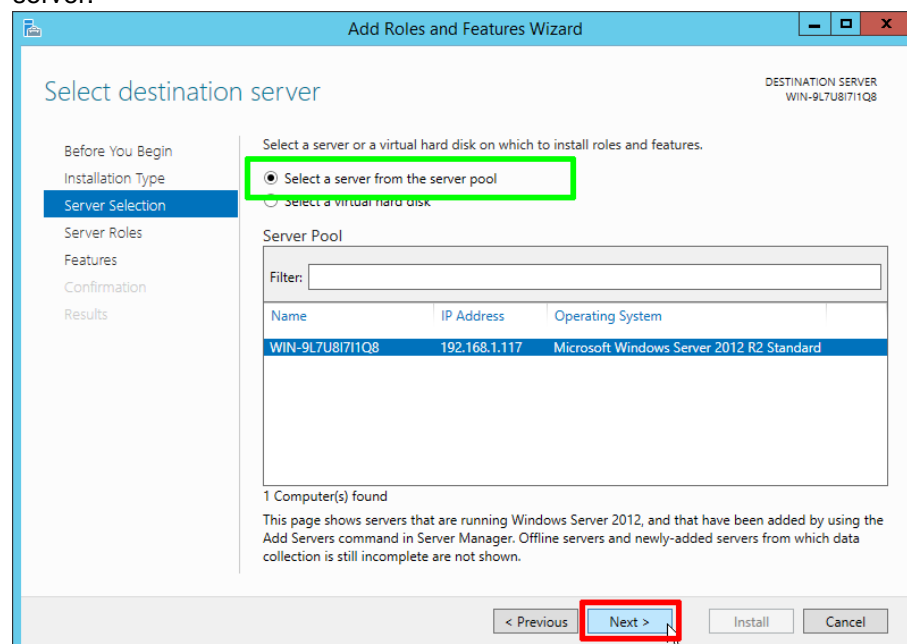 server.
Add Roles and Features Wizard
Select destination server
DESTINATION SERVER
WIN-9L7U8I7I1Q8
Before You Begin
Installation Type
Server Selection
Server Roles
Features
Confirmation
Results
Select a server or a virtual hard disk on which to install roles and features.
Select a server from the server pool
Select a virtual hard disk
Server Pool
Filter:
Name IP Address Operating System
WIN-9L7U8I7I1Q8 192.168.1.117 Microsoft Windows Server 2012 R2 Standard
1 Computer(s) found
This page shows servers that are running Windows Server 2012, and that have been added by using the
Add Servers command in Server Manager. Offline servers and newly-added servers from which data
collection is still incomplete are not shown.
< Previous Next > Install Cancel